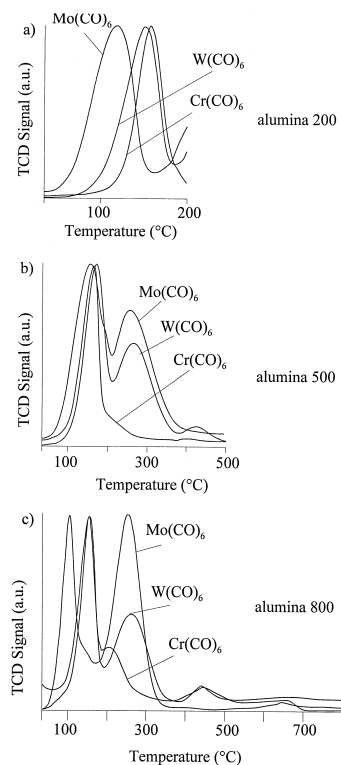 a)
Mo(CO)6
W(CO)6
Cr(CO)6
alumina 200
TCD Signal (a.u.)
100
200
Temperature (°C)
b)
Mo(CO)6
W(CO)6
Cr(CO)6
alumina 500
TCD Signal (a.u.)
100
300
500
Temperature (°C)
c)
Mo(CO)6
W(CO)6
Cr(CO)6
alumina 800
TCD Signal (a.u.)
100
300
500
700
Temperature (°C)